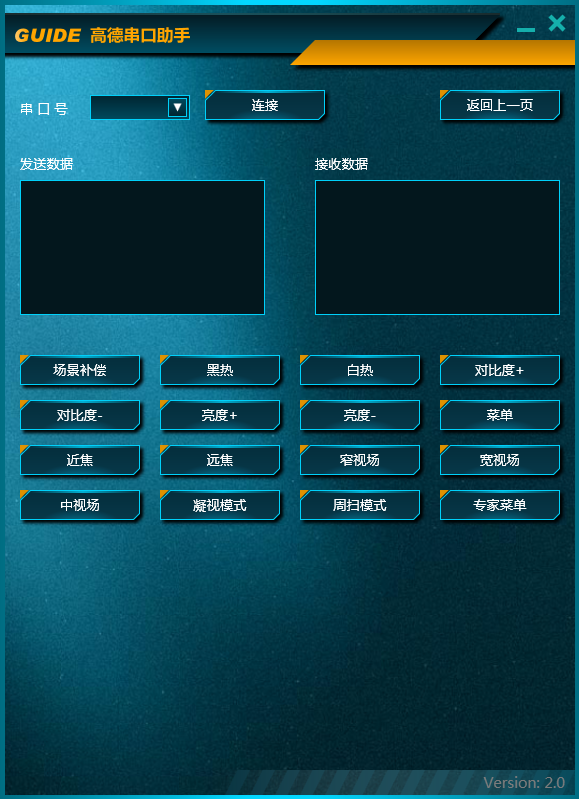 GUIDE 高德串口助手
串口号 连接 返回上一页
发送数据 接收数据
场景补偿 黑热 白热 对比度+
对比度- 亮度+ 亮度- 菜单
近焦 远焦 窄视场 宽视场
中视场 凝视模式 周扫模式 专家菜单
Version: 2.0